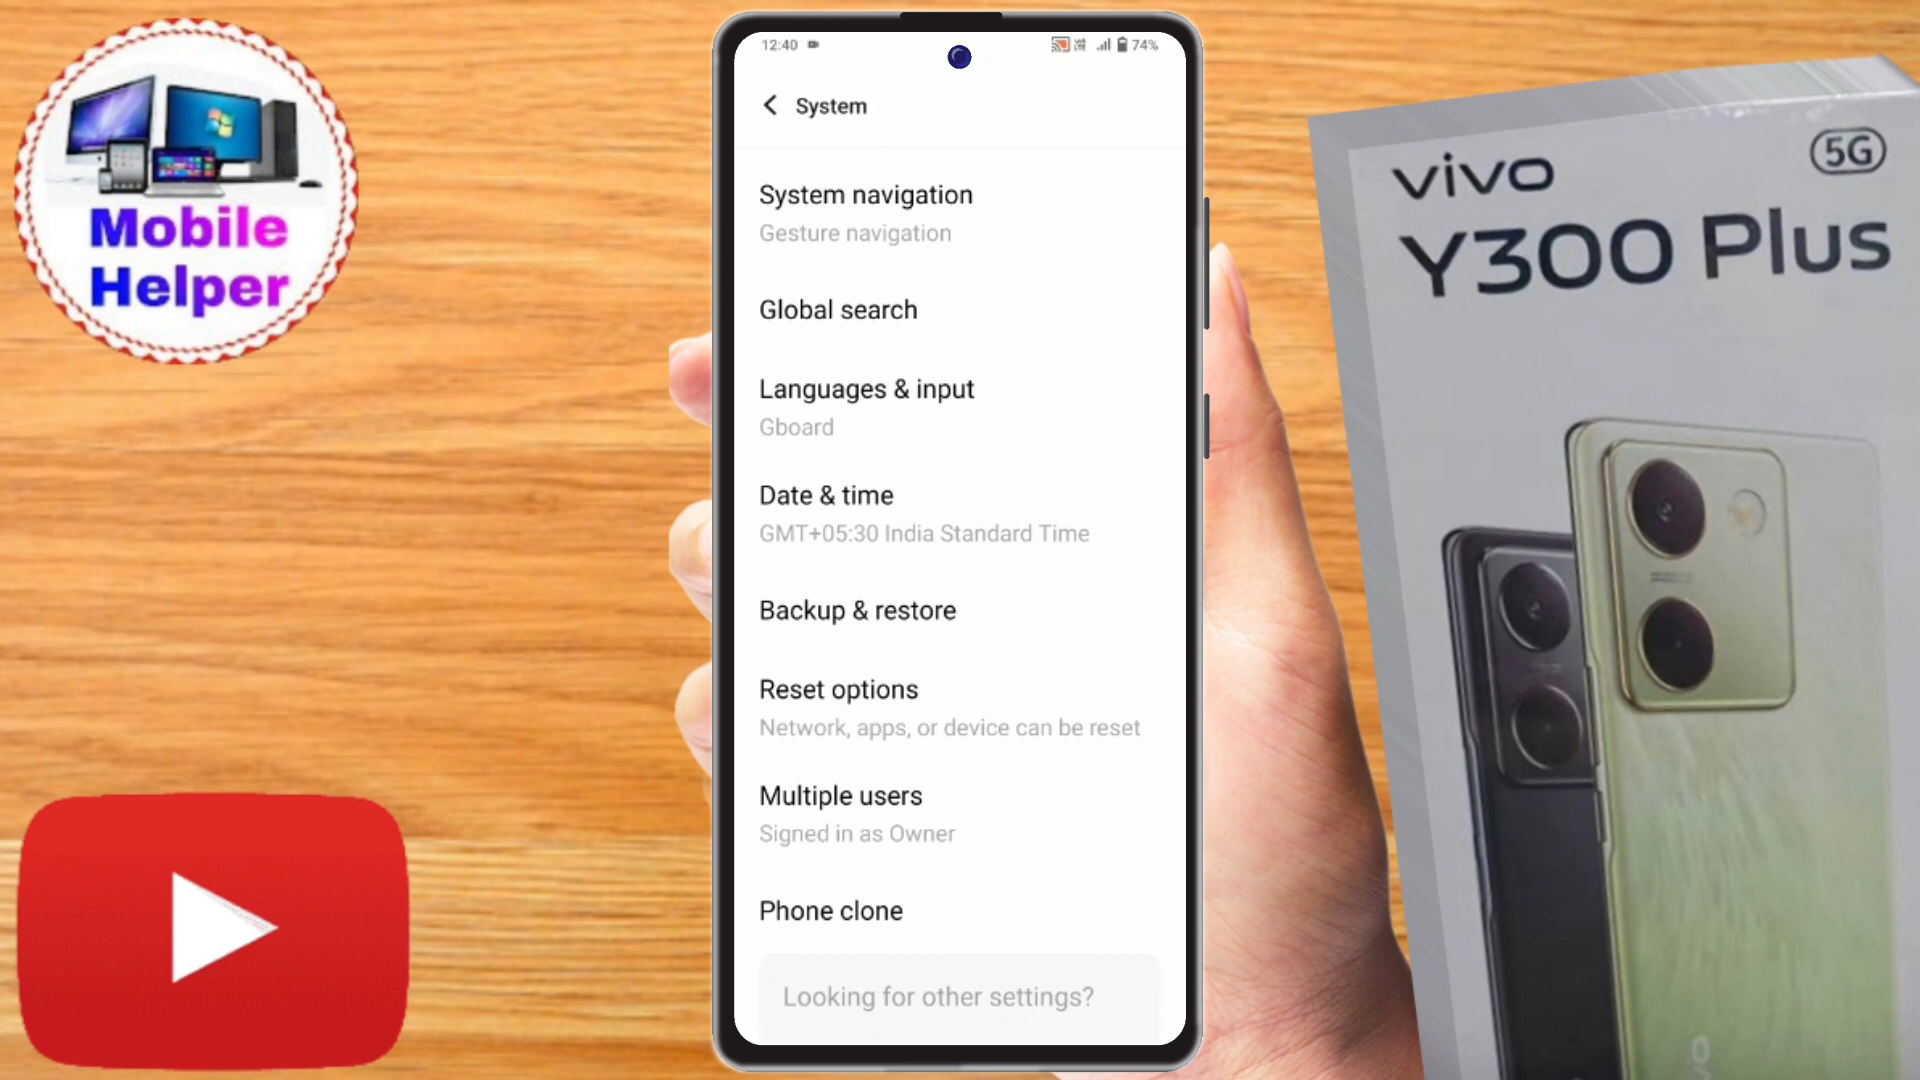 Mobile
Helper
12:40
74%
System
System navigation
Gesture navigation
Global search
Languages & input
Gboard
Date & time
GMT+05:30 India Standard Time
Backup & restore
Reset options
Network, apps, or device can be reset
Multiple users
Signed in as Owner
Phone clone
Looking for other settings?
vivo
5G
Y300 Plus